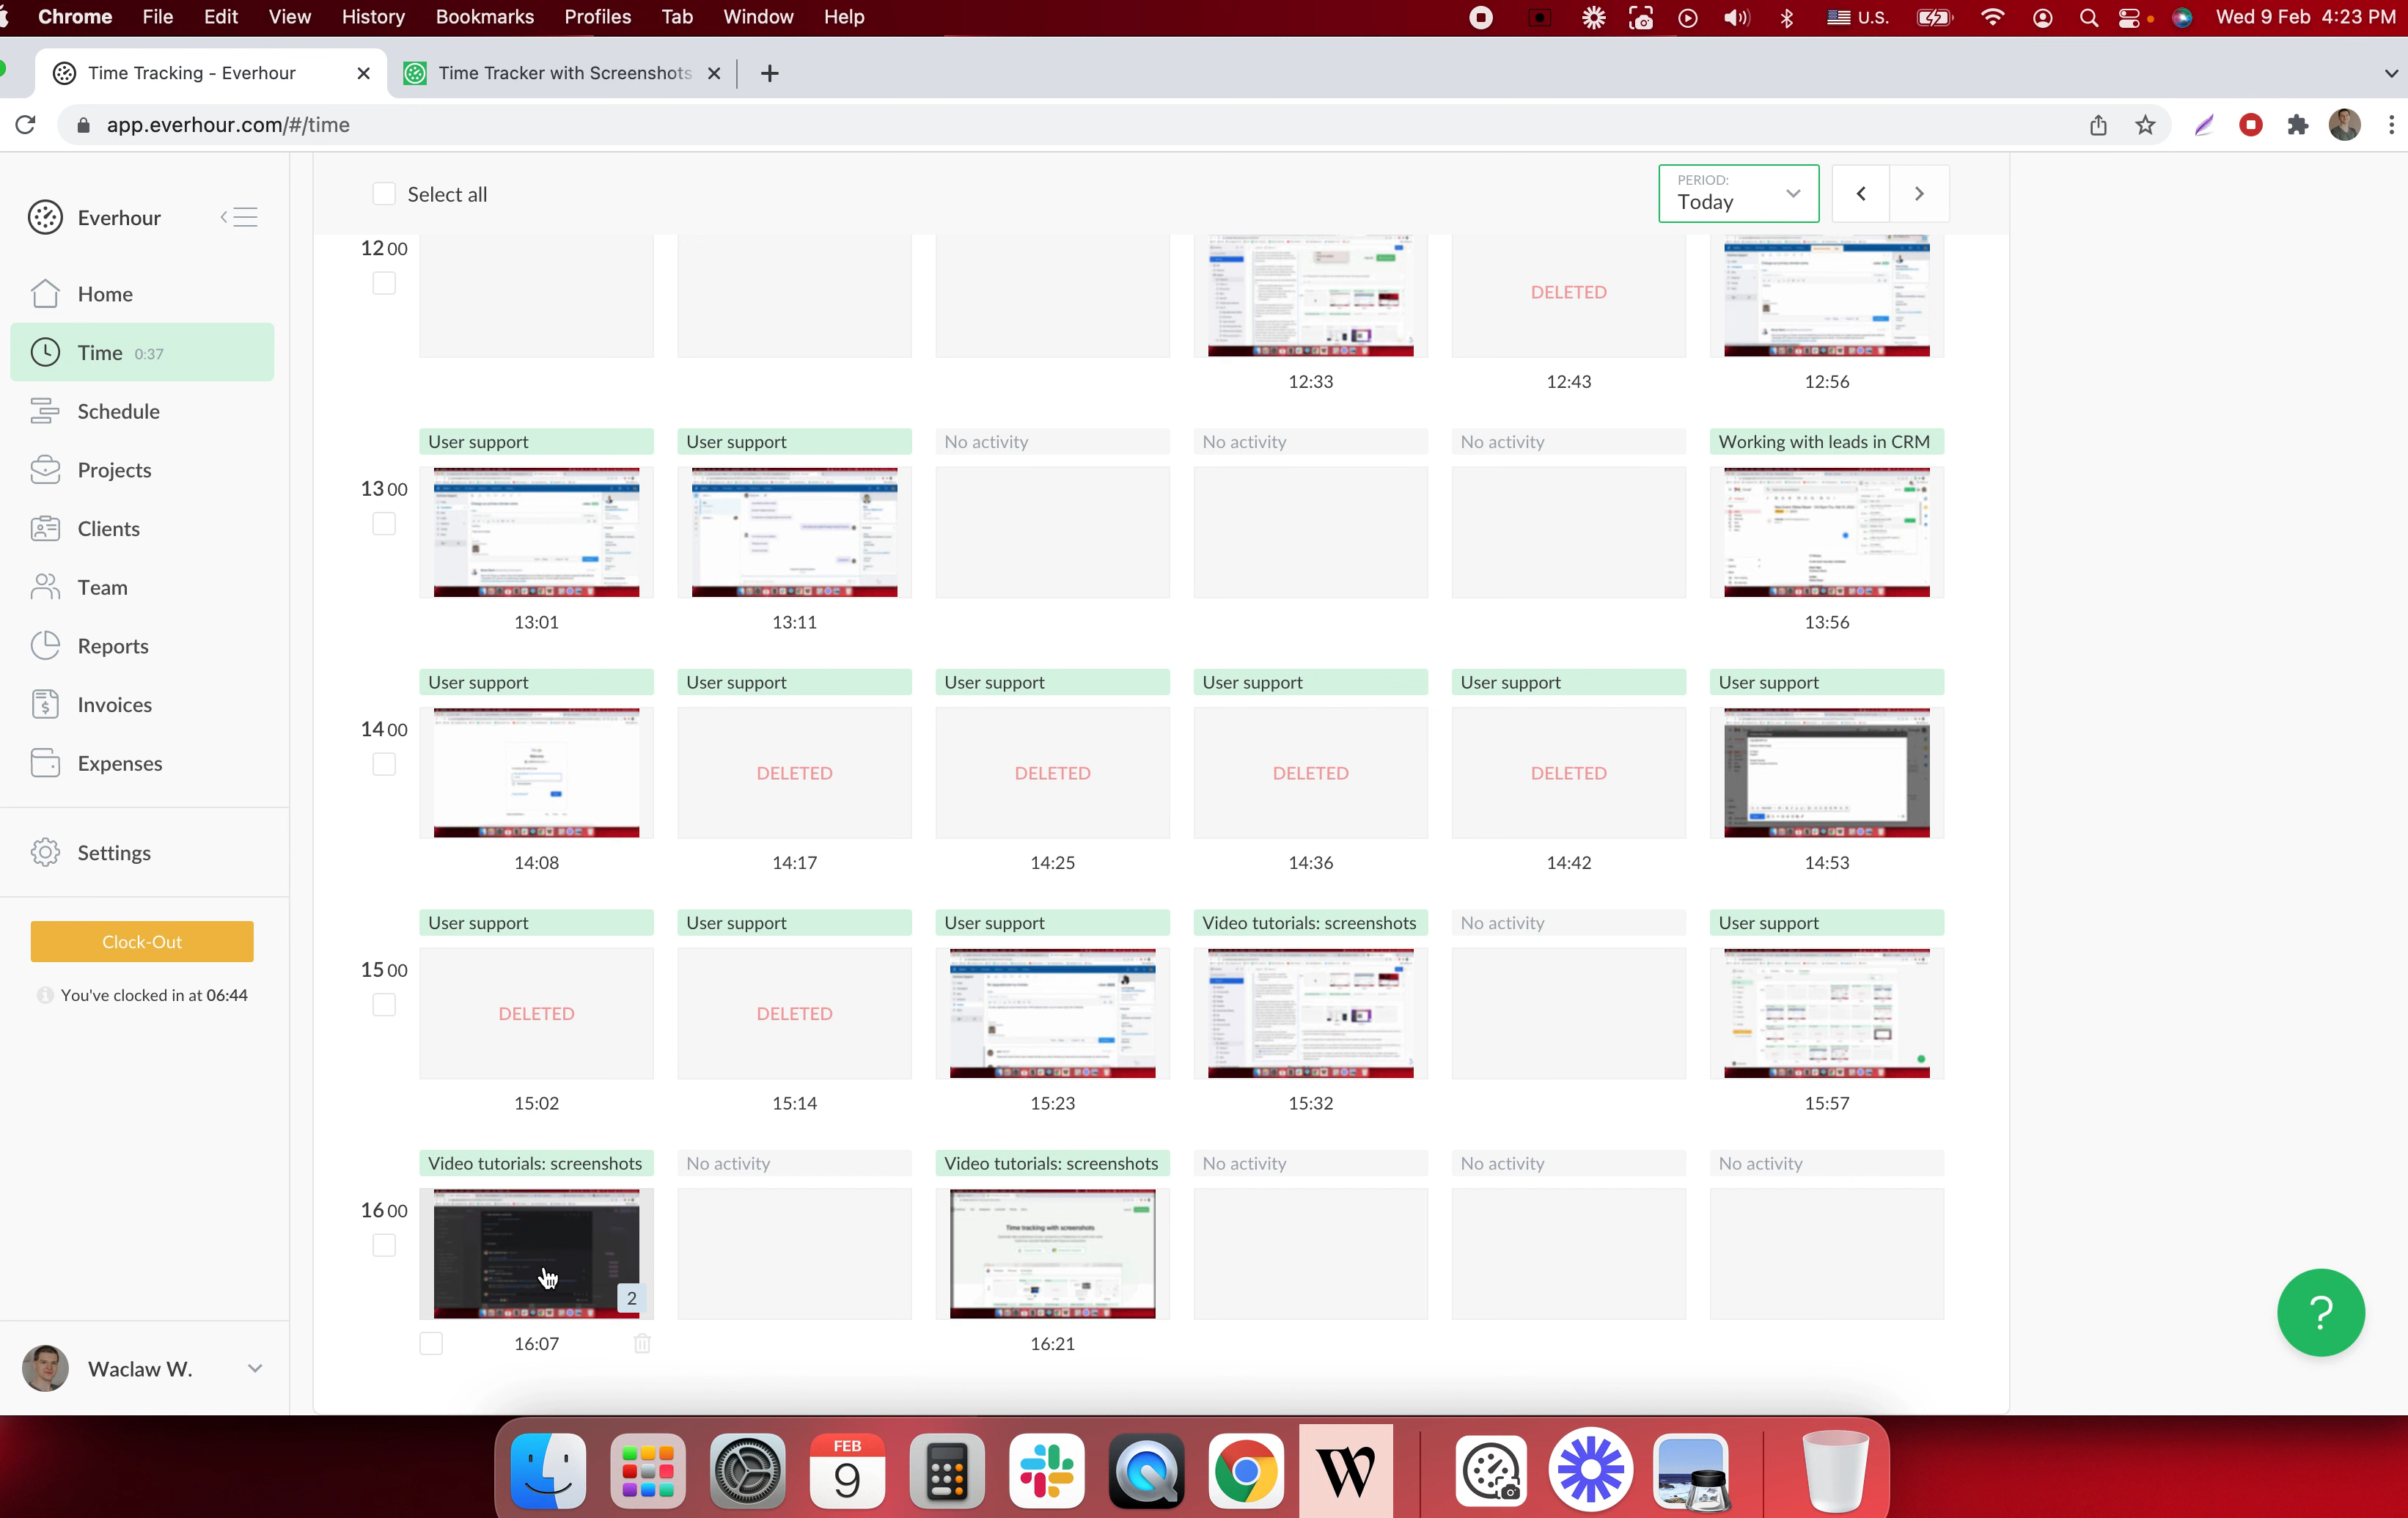 Chrome File Edit View History Bookmarks Profiles Tab Window Help U.S. Wed 9 Feb 4:23 PM
Time Tracking - Everhour
Time Tracker with Screenshots
app.everhour.com/#/time
Everhour
Home
Time 0:37
Schedule
Projects
Clients
Team
Reports
Invoices
Expenses
Settings
Clock-Out
You've clocked in at 06:44
Waclaw W.
Select all
PERIOD:
Today
12 00
DELETED
12:33 12:43 12:56
User support User support No activity No activity No activity Working with leads in CRM
13 00
13:01 13:11 13:56
User support User support User support User support User support User support
14 00
DELETED DELETED DELETED DELETED
14:08 14:17 14:25 14:36 14:42 14:53
User support User support User support Video tutorials: screenshots No activity User support
15 00
DELETED DELETED
15:02 15:14 15:23 15:32 15:57
Video tutorials: screenshots No activity Video tutorials: screenshots No activity No activity No activity
16 00
Time tracking with screenshots
2
16:07 16:21
?
FEB
9
W